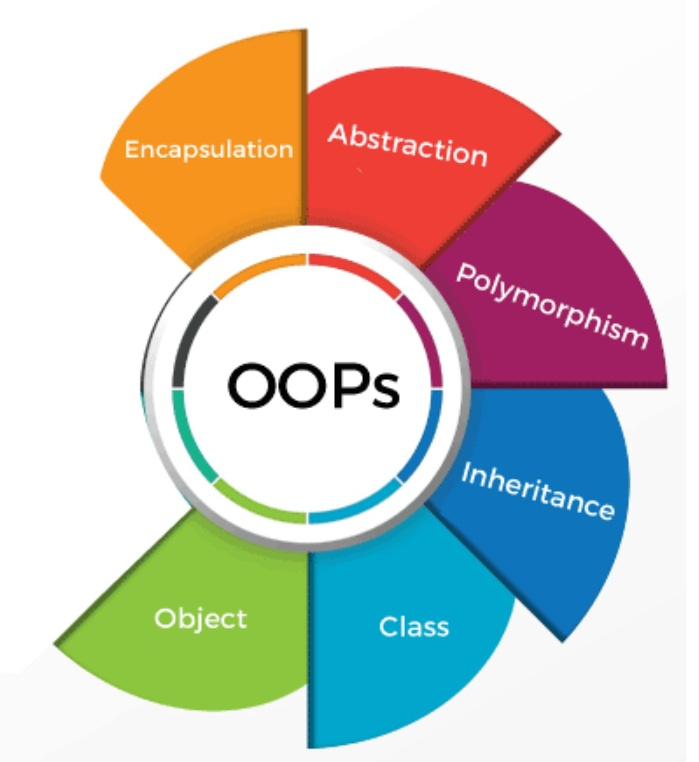 Encapsulation
Abstraction
Polymorphism
OOPs
Inheritance
Object
Class